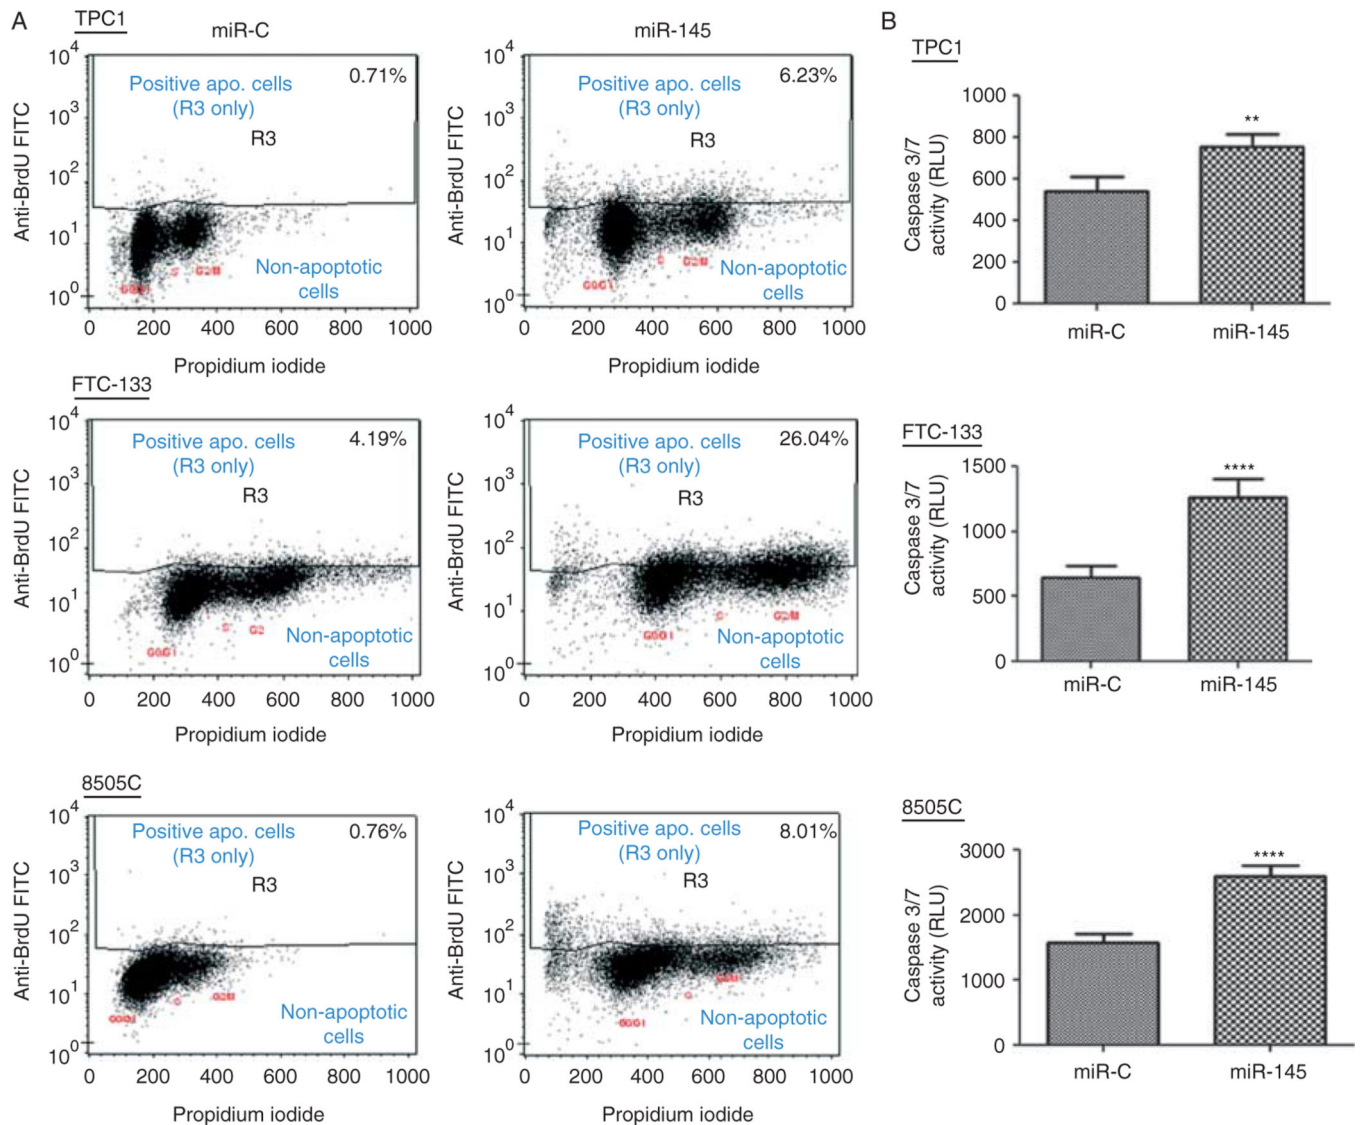 A
B
TPC1
miR-C
miR-145
TPC1
Anti-BrdU FITC
10^4
10^3
10^2
10^1
10^0
Positive apo. cells
(R3 only)
0.71%
R3
G0G1
S
G2M
Non-apoptotic
cells
0 200 400 600 800 1000
Propidium iodide
Anti-BrdU FITC
10^4
10^3
10^2
10^1
10^0
Positive apo. cells
(R3 only)
6.23%
R3
G0G1
S
G2M
Non-apoptotic
cells
0 200 400 600 800 1000
Propidium iodide
Caspase 3/7
activity (RLU)
1000
800
600
400
200
0
**
miR-C
miR-145
FTC-133
Anti-BrdU FITC
10^4
10^3
10^2
10^1
10^0
Positive apo. cells
(R3 only)
4.19%
R3
G0G1
S
G2
Non-apoptotic
cells
0 200 400 600 800 1000
Propidium iodide
Anti-BrdU FITC
10^4
10^3
10^2
10^1
10^0
Positive apo. cells
(R3 only)
26.04%
R3
G0G1
S
G2M
Non-apoptotic
cells
0 200 400 600 800 1000
Propidium iodide
FTC-133
Caspase 3/7
activity (RLU)
1500
1000
500
0
****
miR-C
miR-145
8505C
Anti-BrdU FITC
10^4
10^3
10^2
10^1
10^0
Positive apo. cells
(R3 only)
0.76%
R3
G0G1
S
G2M
Non-apoptotic
cells
0 200 400 600 800 1000
Propidium iodide
Anti-BrdU FITC
10^4
10^3
10^2
10^1
10^0
Positive apo. cells
(R3 only)
8.01%
R3
G0G1
S
G2M
Non-apoptotic
cells
0 200 400 600 800 1000
Propidium iodide
8505C
Caspase 3/7
activity (RLU)
3000
2000
1000
0
****
miR-C
miR-145